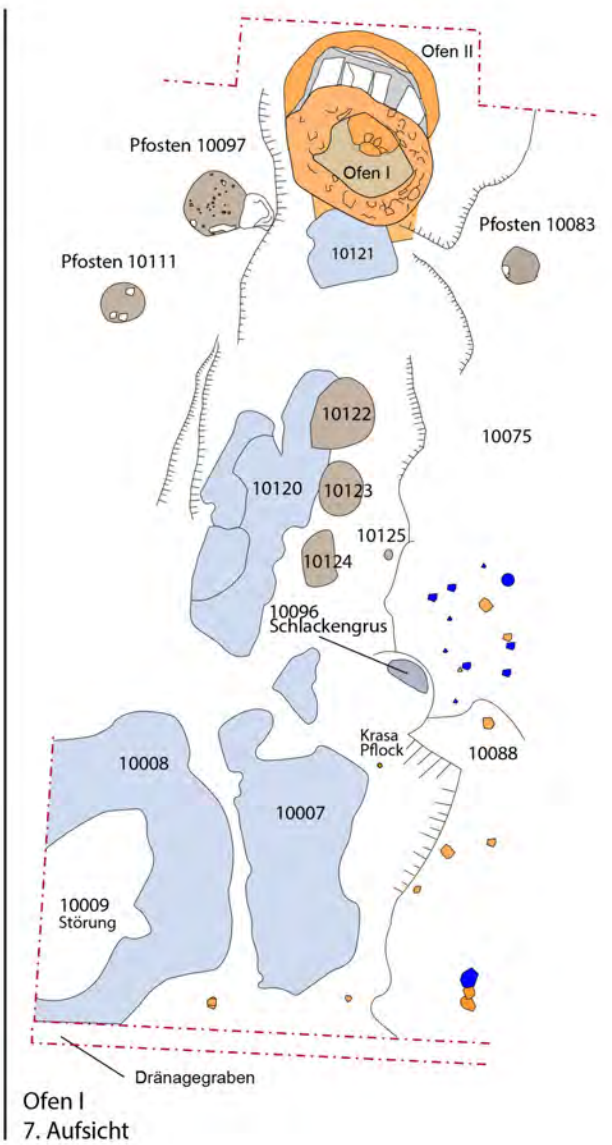 Ofen II
Pfosten 10097
Ofen I
Pfosten 10083
Pfosten 10111
10121
10122
10075
10120
10123
10125
10124
10096
Schlackengrus
Krasa
Pflock
10088
10008
10007
10009
Störung
Dränagegraben
Ofen I
7. Aufsicht